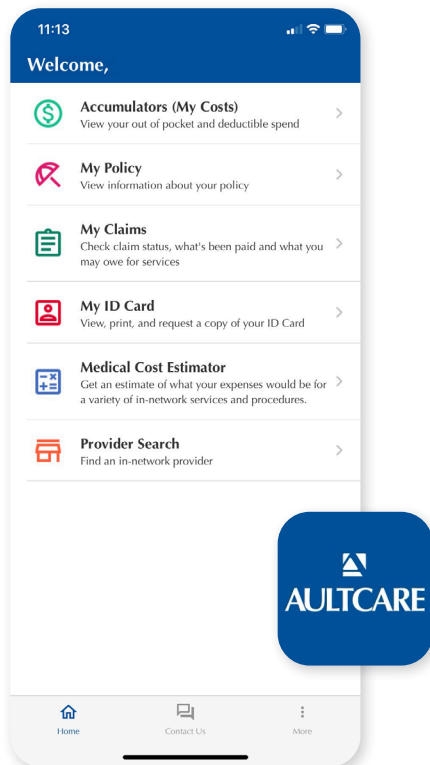 11:13
Welcome,
Accumulators (My Costs)
View your out of pocket and deductible spend
My Policy
View information about your policy
My Claims
Check claim status, what's been paid and what you
may owe for services
My ID Card
View, print, and request a copy of your ID Card
Medical Cost Estimator
Get an estimate of what your expenses would be for
a variety of in-network services and procedures.
Provider Search
Find an in-network provider
AULTCARE
Home
Contact Us
More